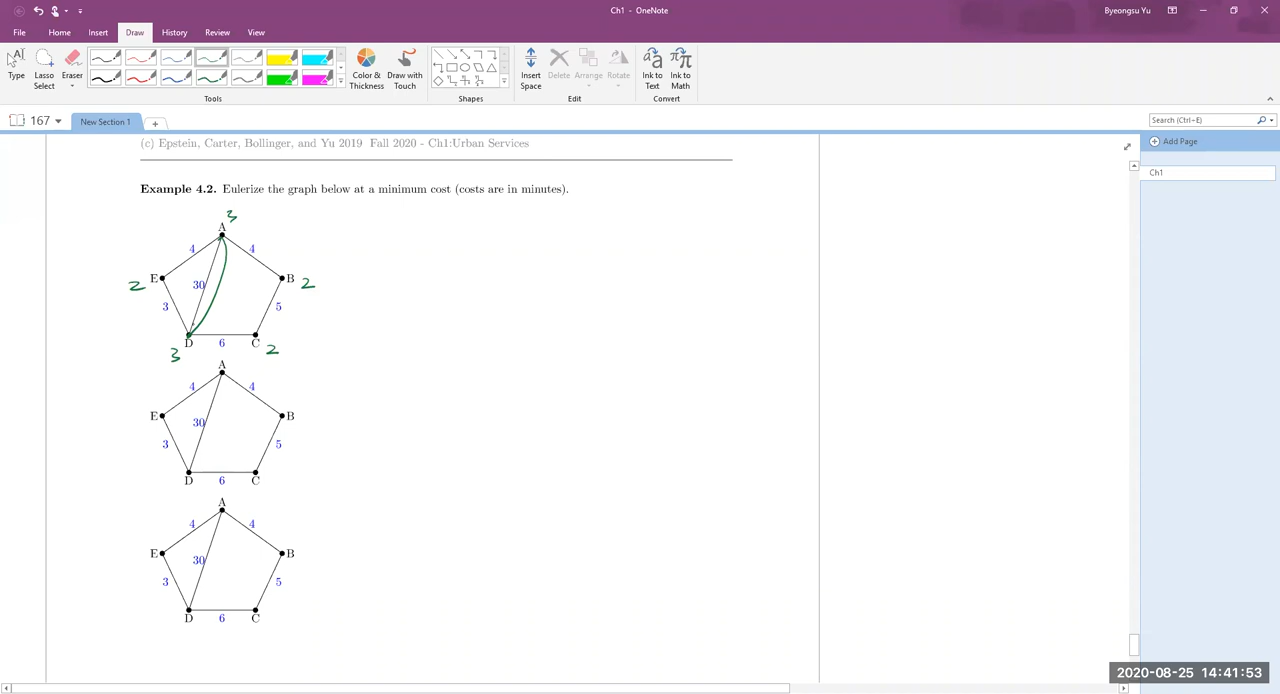 Ch1 - OneNote
Byeongsu Yu
File Home Insert Draw History Review View
Type
Lasso Select
Eraser
Color & Thickness
Draw with Touch
Insert Space
Delete
Arrange
Rotate
Ink to Text
Ink to Math
Tools
Shapes
Edit
Convert
167
New Section 1
Search (Ctrl+E)
Add Page
Ch1
(c) Epstein, Carter, Bollinger, and Yu 2019 Fall 2020 - Ch1:Urban Services
Example 4.2. Eulerize the graph below at a minimum cost (costs are in minutes).
3
A
4 4
E B
2 30 2
3 5
D 6 C
3 2
A
4 4
E B
30
3 5
D 6 C
A
4 4
E B
30
3 5
D 6 C
2020-08-25 14:41:53